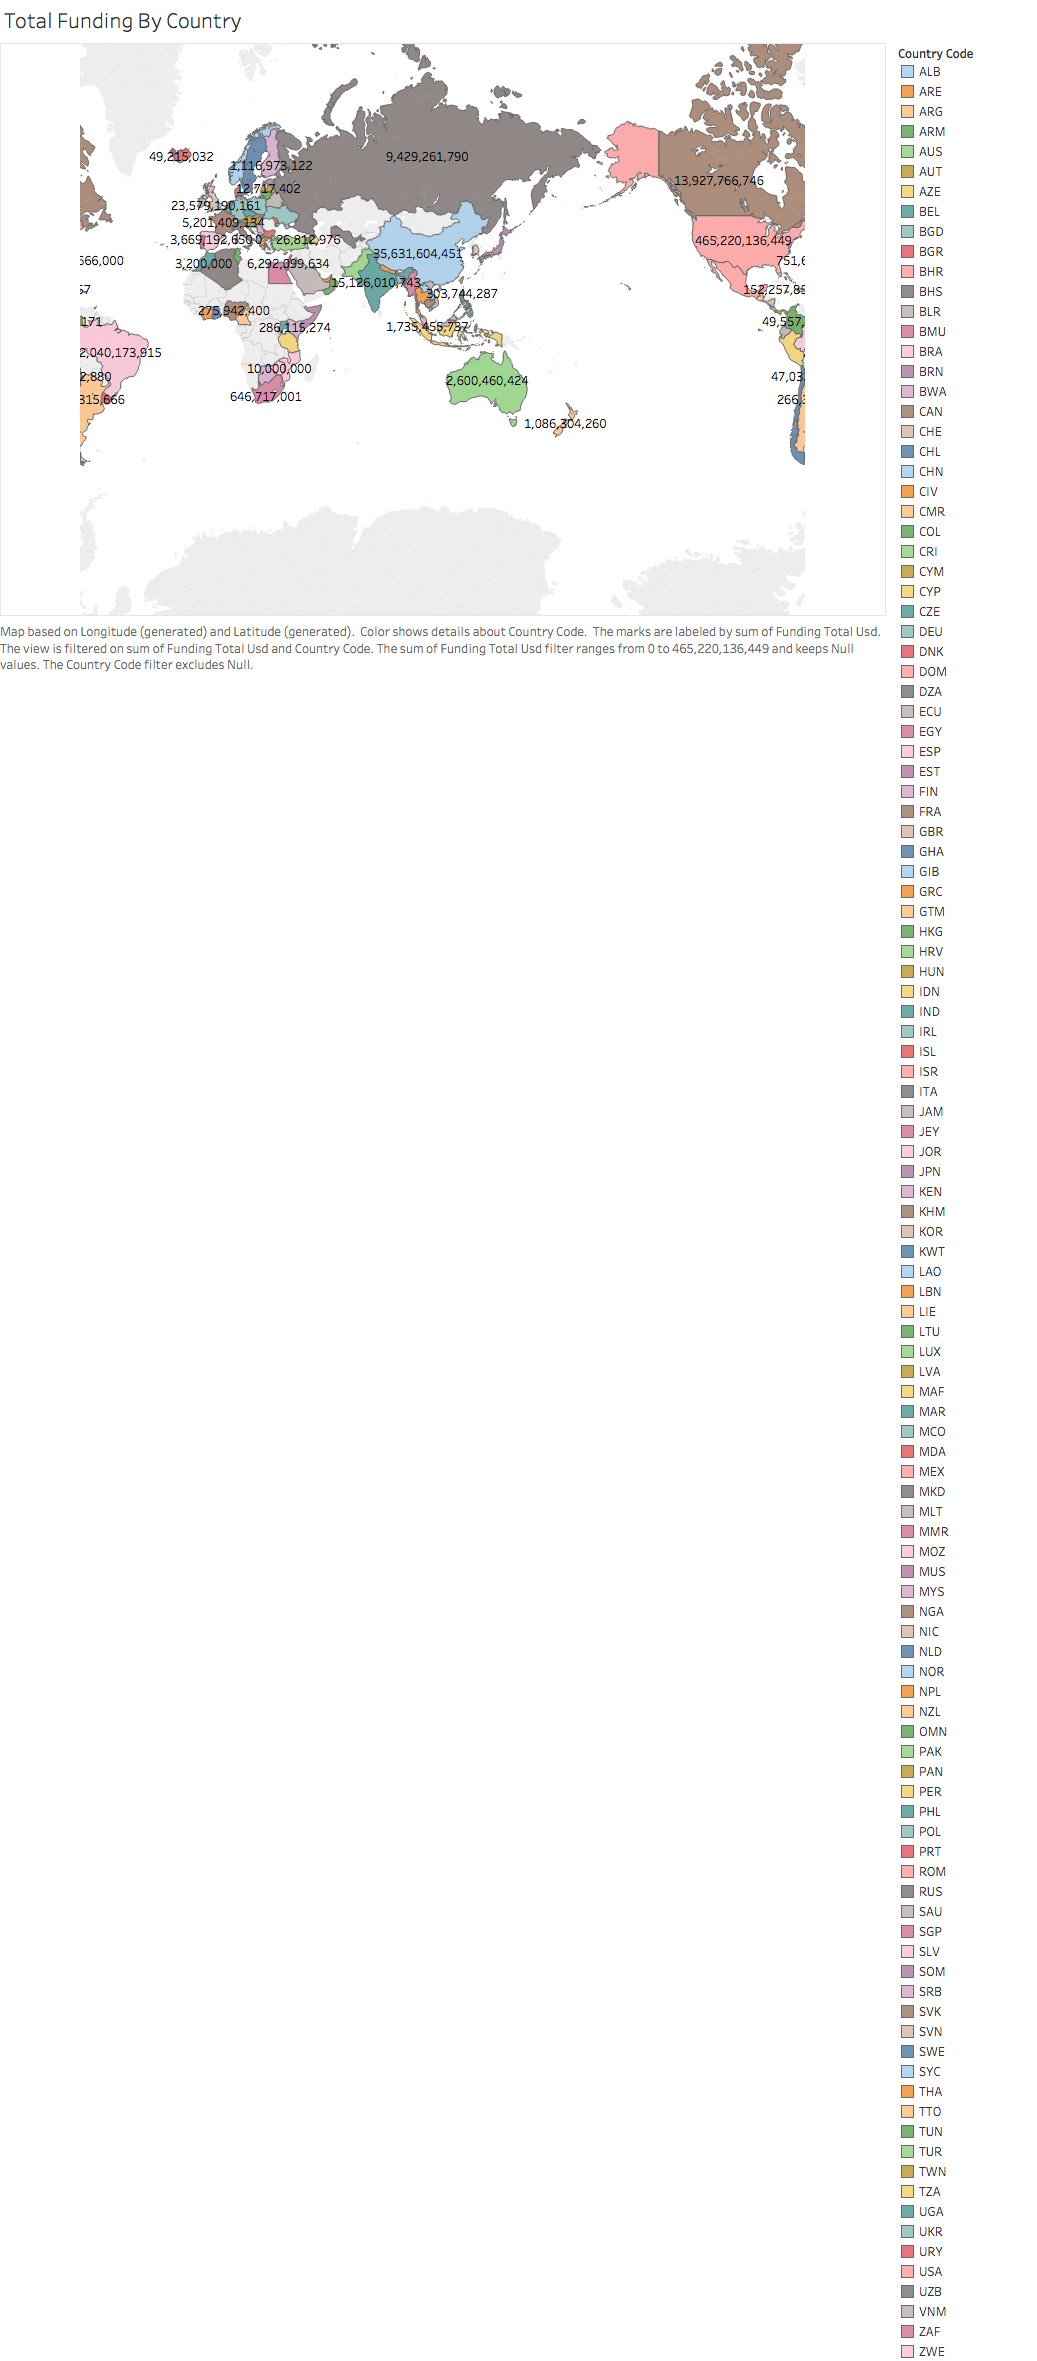 Total Funding By Country
49,215,032
1,116,973,122
9,429,261,790
12,717,402
13,927,766,746
23,579,190,161
5,201,409,134
3,669,192,650
0
26,812,976
465,220,136,449
3,200,000
6,292,099,634
35,631,604,451
666,000
751,6
15,126,010,743
303,744,287
152,257,85
57
275,942,400
171
286,115,274
1,735,455,737
49,557,
2,040,173,915
10,000,000
2,880
2,600,460,424
47,03
315,666
646,717,001
266,3
1,086,304,260
Map based on Longitude (generated) and Latitude (generated).  Color shows details about Country Code.  The marks are labeled by sum of Funding Total Usd.
The view is filtered on sum of Funding Total Usd and Country Code. The sum of Funding Total Usd filter ranges from 0 to 465,220,136,449 and keeps Null
values. The Country Code filter excludes Null.
Country Code
ALB
ARE
ARG
ARM
AUS
AUT
AZE
BEL
BGD
BGR
BHR
BHS
BLR
BMU
BRA
BRN
BWA
CAN
CHE
CHL
CHN
CIV
CMR
COL
CRI
CYM
CYP
CZE
DEU
DNK
DOM
DZA
ECU
EGY
ESP
EST
FIN
FRA
GBR
GHA
GIB
GRC
GTM
HKG
HRV
HUN
IDN
IND
IRL
ISL
ISR
ITA
JAM
JEY
JOR
JPN
KEN
KHM
KOR
KWT
LAO
LBN
LIE
LTU
LUX
LVA
MAF
MAR
MCO
MDA
MEX
MKD
MLT
MMR
MOZ
MUS
MYS
NGA
NIC
NLD
NOR
NPL
NZL
OMN
PAK
PAN
PER
PHL
POL
PRT
ROM
RUS
SAU
SGP
SLV
SOM
SRB
SVK
SVN
SWE
SYC
THA
TTO
TUN
TUR
TWN
TZA
UGA
UKR
URY
USA
UZB
VNM
ZAF
ZWE